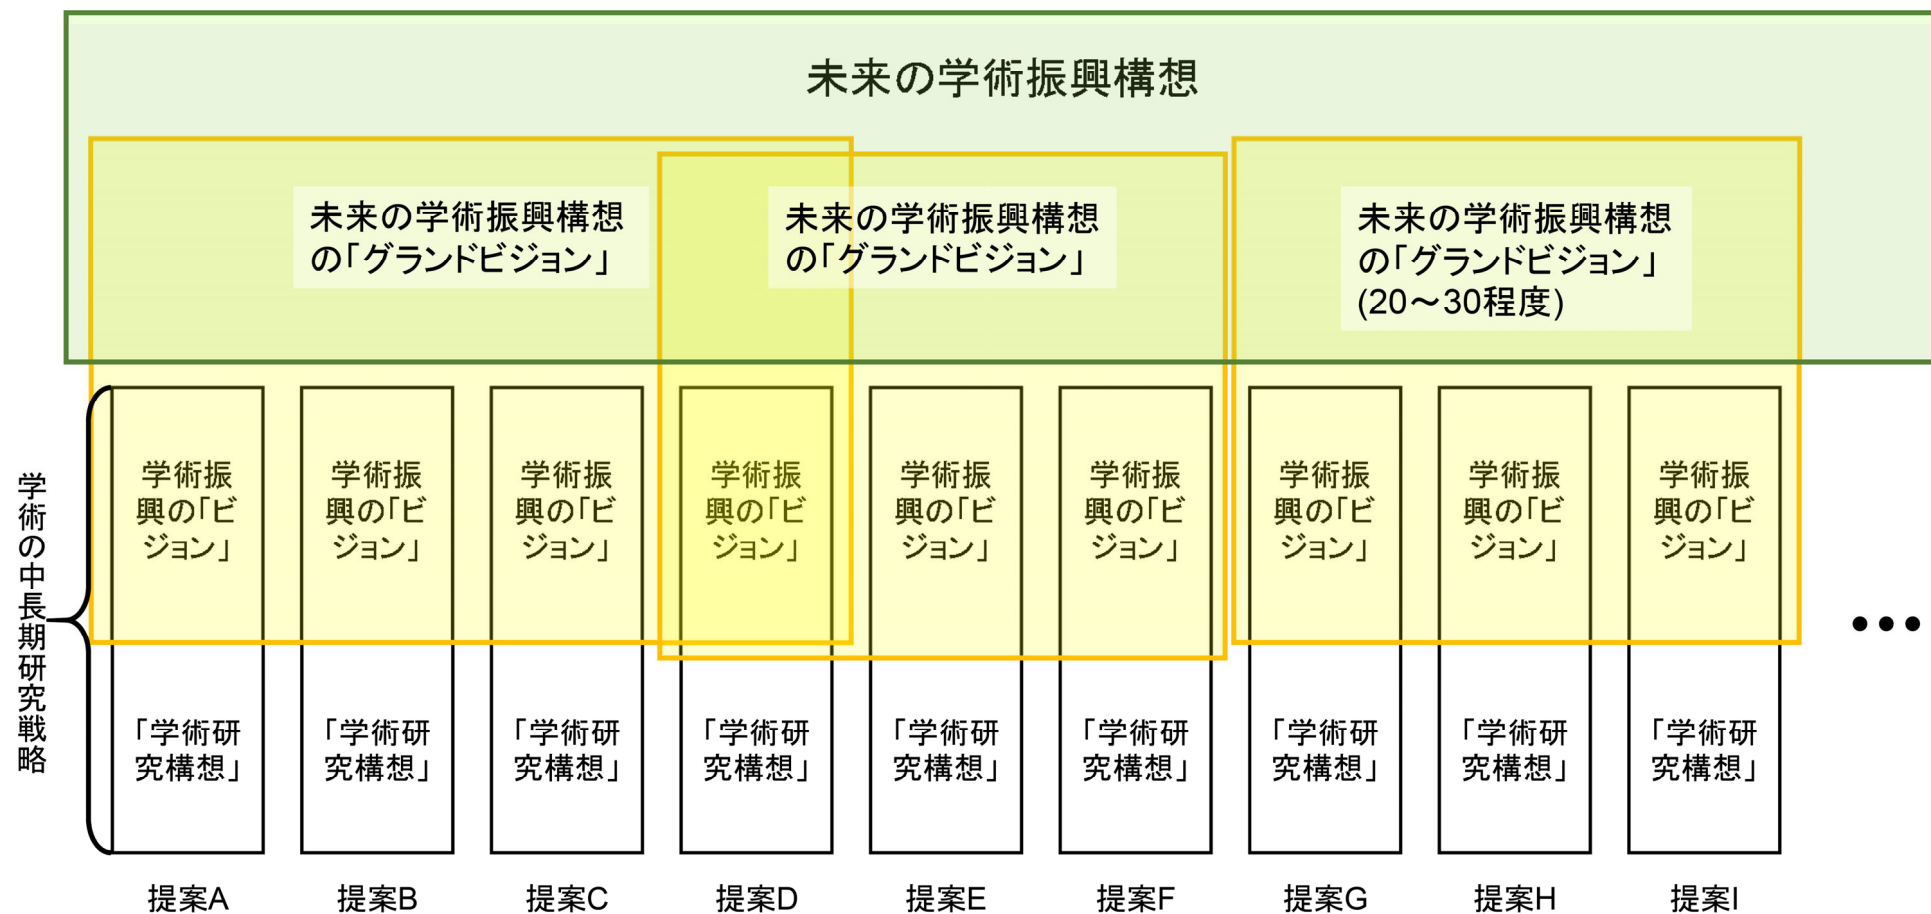 未来の学術振興構想
未来の学術振興構想
の「グランドビジョン」
未来の学術振興構想
の「グランドビジョン」
未来の学術振興構想
の「グランドビジョン」
(20～30程度)
学術の中長期研究戦略
学術振
興の「ビ
ジョン」
学術振
興の「ビ
ジョン」
学術振
興の「ビ
ジョン」
学術振
興の「ビ
ジョン」
学術振
興の「ビ
ジョン」
学術振
興の「ビ
ジョン」
学術振
興の「ビ
ジョン」
学術振
興の「ビ
ジョン」
学術振
興の「ビ
ジョン」
…
「学術研
究構想」
「学術研
究構想」
「学術研
究構想」
「学術研
究構想」
「学術研
究構想」
「学術研
究構想」
「学術研
究構想」
「学術研
究構想」
「学術研
究構想」
提案A
提案B
提案C
提案D
提案E
提案F
提案G
提案H
提案I